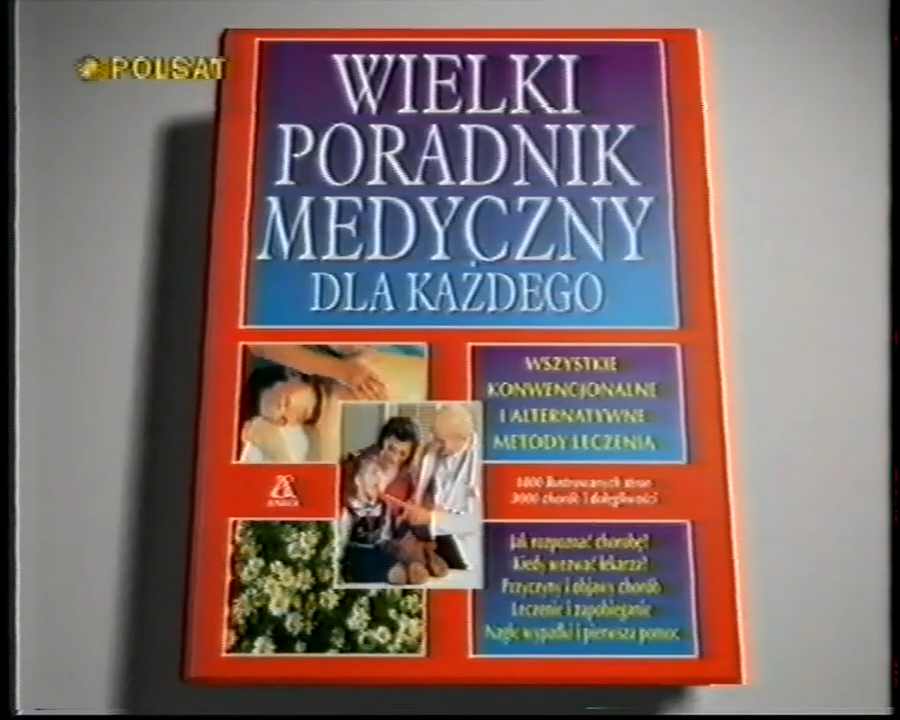 POLSAT
WIELKI
PORADNIK
MEDYCZNY
DLA KAŻDEGO
WSZYSTKIE
KONWENCJONALNE
I ALTERNATYWNE
METODY LECZENIA
1000 ilustrowanych stron
3000 chorób i dolegliwości
Jak rozpoznać chorobę?
Kiedy wezwać lekarza?
Przyczyny i objawy chorób
Leczenie i zapobieganie
Nagłe wypadki i pierwsza pomoc